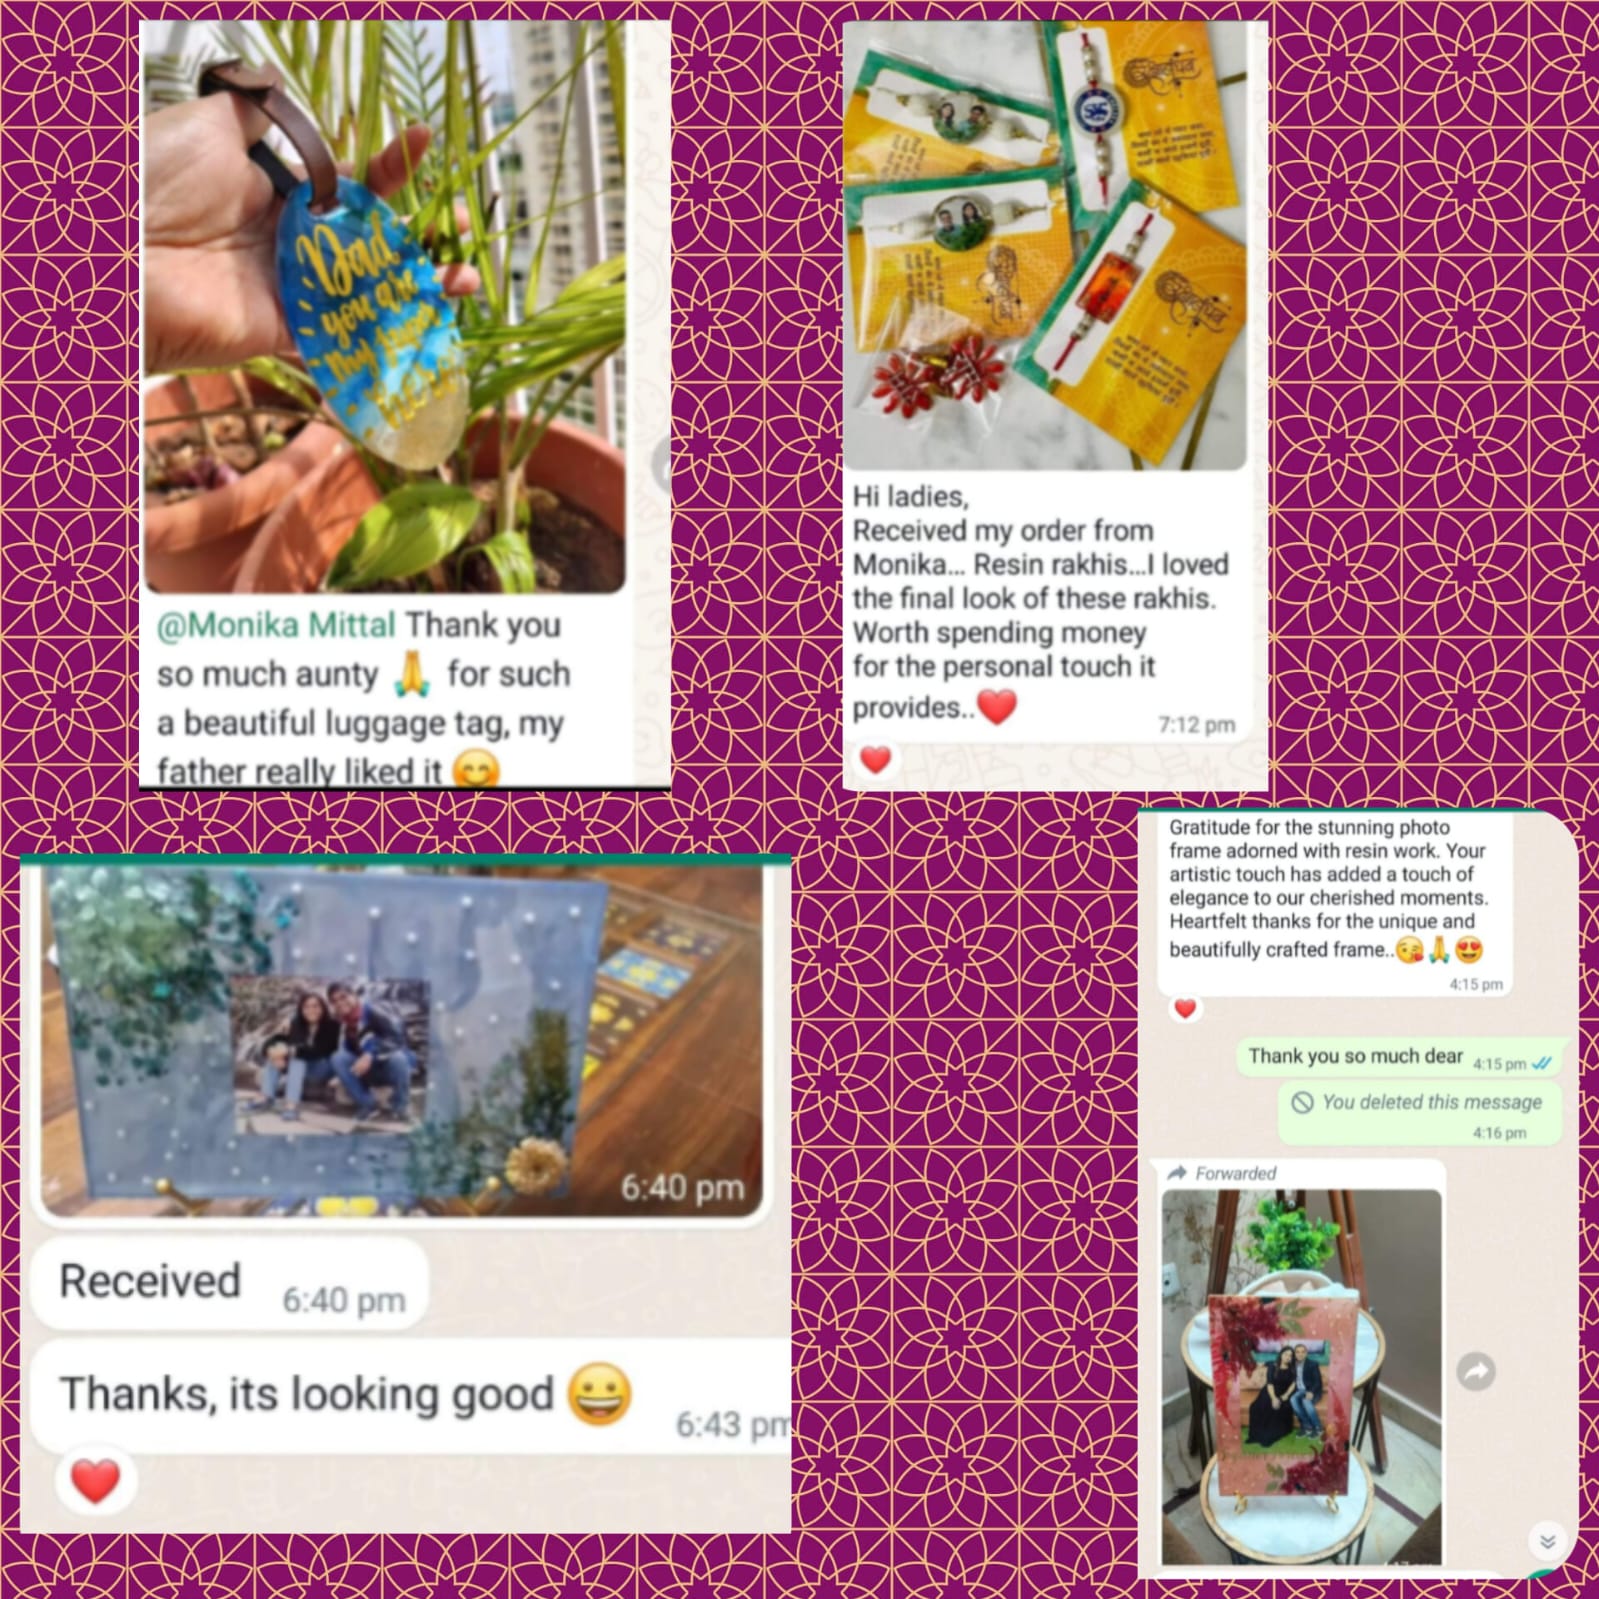 Dad
you are
my super
hero
@Monika Mittal Thank you
so much aunty 🙏 for such
a beautiful luggage tag, my
father really liked it 😊
Hi ladies,
Received my order from
Monika... Resin rakhis...I loved
the final look of these rakhis.
Worth spending money
for the personal touch it
provides..❤️
7:12 pm
6:40 pm
Received 6:40 pm
Thanks, its looking good 😀
6:43 pm
Gratitude for the stunning photo
frame adorned with resin work. Your
artistic touch has added a touch of
elegance to our cherished moments.
Heartfelt thanks for the unique and
beautifully crafted frame..😘🙏😍
4:15 pm
Thank you so much dear 4:15 pm
You deleted this message
4:16 pm
Forwarded